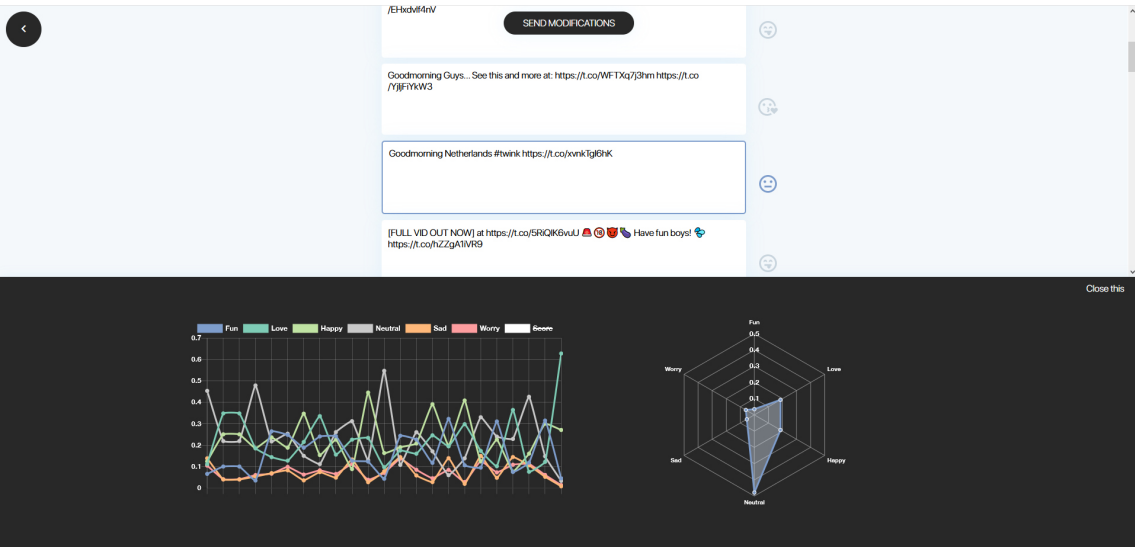 /EHxdvlf4nV
SEND MODIFICATIONS
Goodmorning Guys... See this and more at: https://t.co/WFTXq7j3hm https://t.co
/YjljFiYkW3
Goodmorning Netherlands #twink https://t.co/xvnkTgl6hK
[FULL VID OUT NOW] at https://t.co/5RiQlK6vuU 🚨 🔞 😈 🍆 Have fun boys! 💦
https://t.co/hZZgA1iVR9
Close this
Fun Love Happy Neutral Sad Worry Score
0.7
0.6
0.5
0.4
0.3
0.2
0.1
0
Fun
0.5
0.4
0.3
0.2
0.1
Worry
Love
Sad
Happy
Neutral